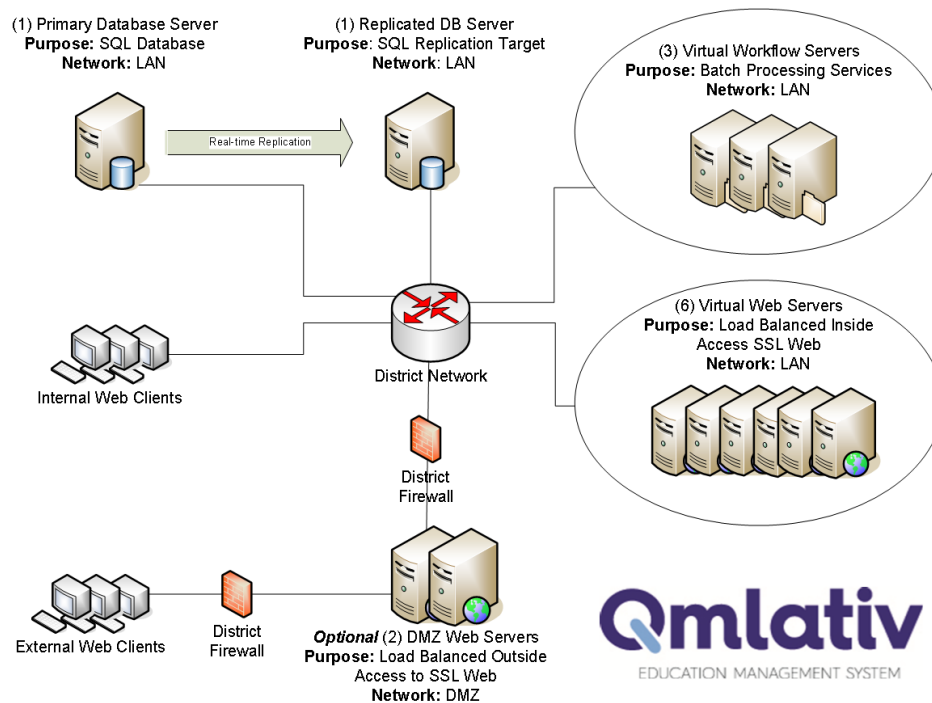 (1) Primary Database Server
Purpose: SQL Database
Network: LAN
(1) Replicated DB Server
Purpose: SQL Replication Target
Network: LAN
(3) Virtual Workflow Servers
Purpose: Batch Processing Services
Network: LAN
Real-time Replication
(6) Virtual Web Servers
Purpose: Load Balanced Inside
Access SSL Web
Network: LAN
District Network
Internal Web Clients
District
Firewall
External Web Clients
District
Firewall
Optional (2) DMZ Web Servers
Purpose: Load Balanced Outside
Access to SSL Web
Network: DMZ
Qmlativ
EDUCATION MANAGEMENT SYSTEM